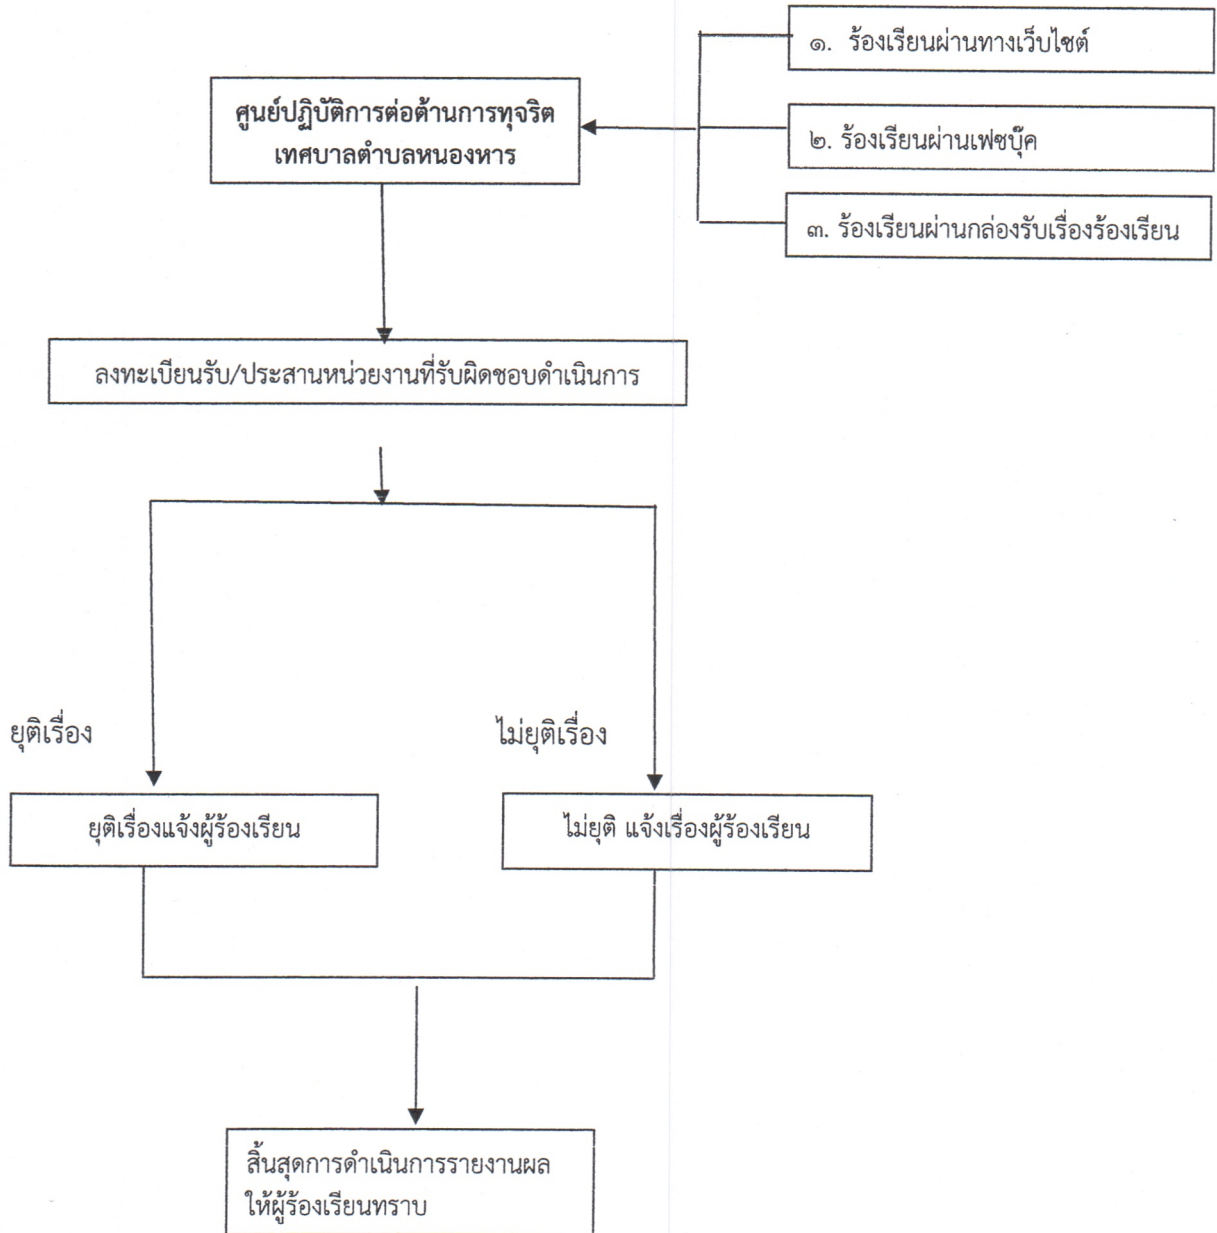 ๑. ร้องเรียนผ่านทางเว็บไซต์
ศูนย์ปฏิบัติการต่อต้านการทุจริต
เทศบาลตำบลหนองหาร
๒. ร้องเรียนผ่านเฟซบุ๊ค
๓. ร้องเรียนผ่านกล่องรับเรื่องร้องเรียน
ลงทะเบียนรับ/ประสานหน่วยงานที่รับผิดชอบดำเนินการ
ยุติเรื่อง
ไม่ยุติเรื่อง
ยุติเรื่องแจ้งผู้ร้องเรียน
ไม่ยุติ แจ้งเรื่องผู้ร้องเรียน
สิ้นสุดการดำเนินการรายงานผล
ให้ผู้ร้องเรียนทราบ